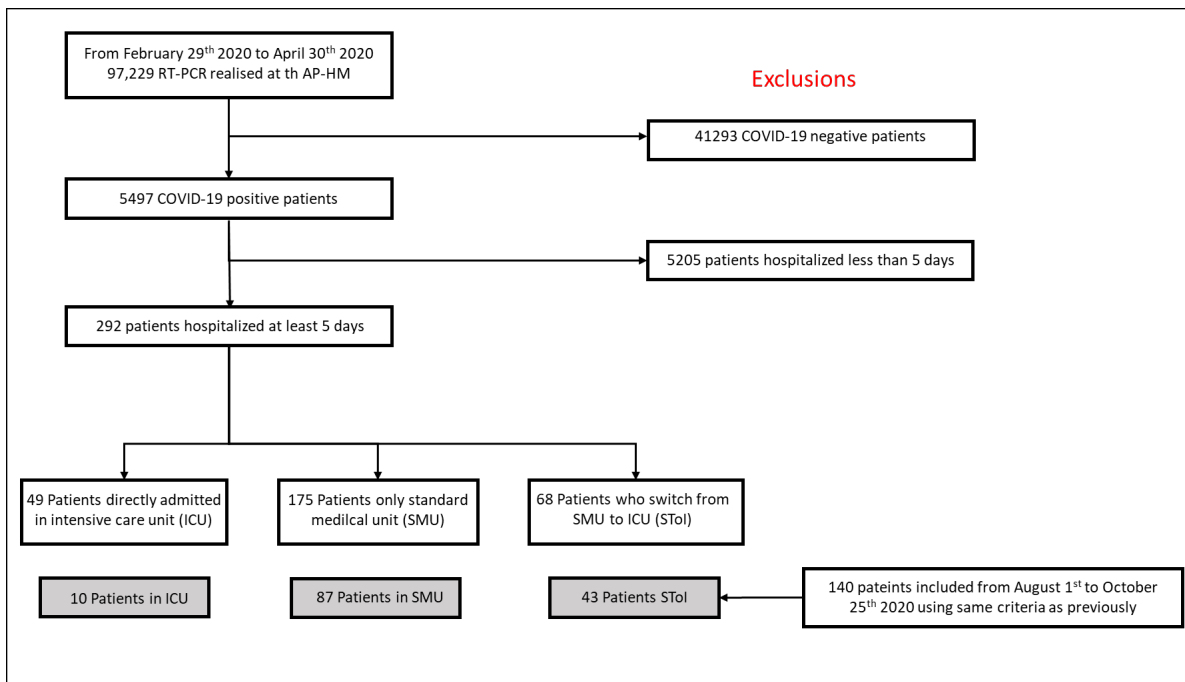 From February 29th 2020 to April 30th 2020
97,229 RT-PCR realised at th AP-HM
Exclusions
41293 COVID-19 negative patients
5497 COVID-19 positive patients
5205 patients hospitalized less than 5 days
292 patients hospitalized at least 5 days
49 Patients directly admitted
in intensive care unit (ICU)
175 Patients only standard
medilcal unit (SMU)
68 Patients who switch from
SMU to ICU (SToI)
10 Patients in ICU
87 Patients in SMU
43 Patients SToI
140 pateints included from August 1st to October
25th 2020 using same criteria as previously